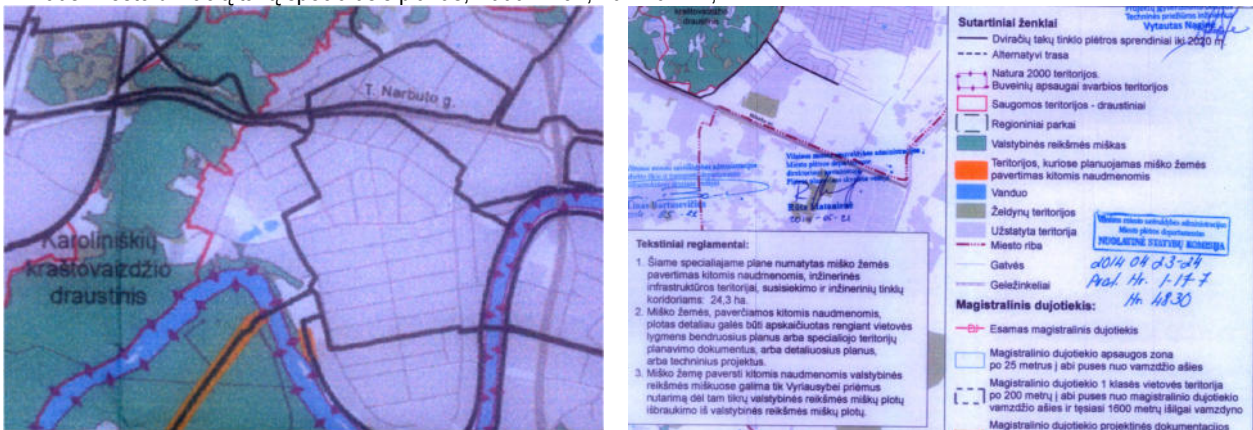 T. Narbuto g.
Karoliniškių
kraštovaizdžio
draustinis
kraštovaizdžio
draustinis
Tekstiniai reglamentai:
1. Šiame specialiajame plane numatytas miško žemės
pavertimas kitomis naudmenomis, inžinerinės
infrastruktūros teritorijai, susisiekimo ir inžinerinių tinklų
koridoriams: 24,3 ha.
2. Miško žemės, paverčiamos kitomis naudmenomis,
plotas detaliau galės būti apskaičiuotas rengiant vietovės
lygmens bendruosius planus arba specialiojo teritorijų
planavimo dokumentus, arba detaliuosius planus,
arba techninius projektus.
3. Miško žemę paversti kitomis naudmenomis valstybinės
reikšmės miškuose galima tik Vyriausybei priėmus
nutarimą dėl tam tikrų valstybinės reikšmės miškų plotų
išbraukimo iš valstybinės reikšmės miškų plotų.
Sutartiniai ženklai
Vytautas
Dviračių takų tinklo plėtros sprendiniai iki 2020 m.
Alternatyvi trasa
Natura 2000 teritorijos.
Buveinių apsaugai svarbios teritorijos
Saugomos teritorijos - draustiniai
Regioniniai parkai
Valstybinės reikšmės miškas
Teritorijos, kuriose planuojamas miško žemės
pavertimas kitomis naudmenomis
Vanduo
Želdynų teritorijos
Užstatyta teritorija
Miesto riba
Gatvės
Geležinkeliai
NUOLATINĖ STATYBŲ KOMISIJA
2014 04 23-24
Prot. Nr. 1-17-7
Nr. 4830
Magistralinis dujotiekis:
Esamas magistralinis dujotiekis
Magistralinio dujotiekio apsaugos zona
po 25 metrus į abi puses nuo vamzdžio ašies
Magistralinio dujotiekio 1 klasės vietovės teritorija
po 200 metrų į abi puses nuo magistralinio dujotiekio
vamzdžio ašies ir tęsiasi 1600 metrų išilgai vamzdyno
Magistralinio dujotiekio projektinės dokumentacijos